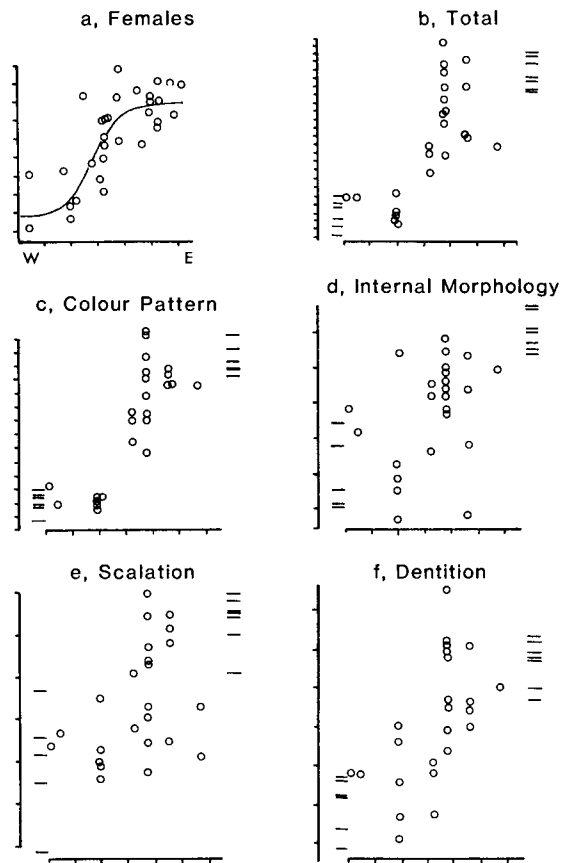 a, Females
b, Total
W E
c, Colour Pattern
d, Internal Morphology
e, Scalation
f, Dentition